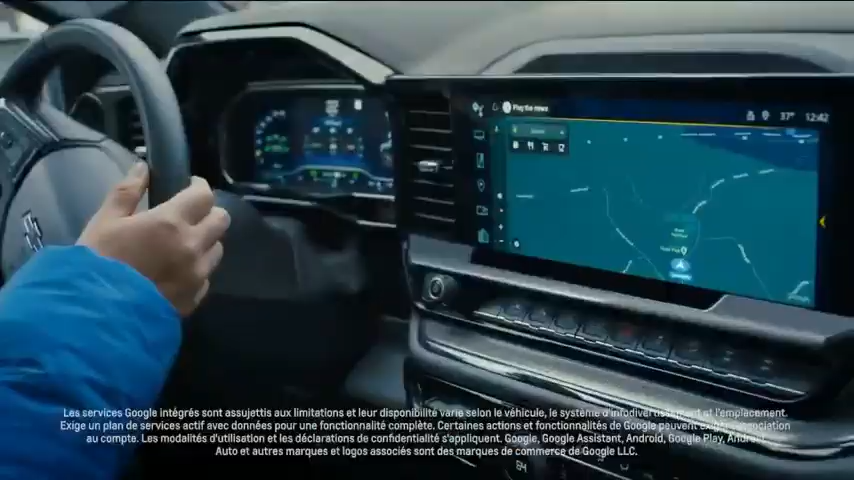 Play the news
37° 12:42
Les services Google intégrés sont assujettis aux limitations et leur disponibilité varie selon le véhicule, le système d'infodivertissement et l'emplacement.
Exige un plan de services actif avec données pour une fonctionnalité complète. Certaines actions et fonctionnalités de Google peuvent exiger l'association
au compte. Les modalités d'utilisation et les déclarations de confidentialité s'appliquent. Google, Google Assistant, Android, Google Play, Android
Auto et autres marques et logos associés sont des marques de commerce de Google LLC.